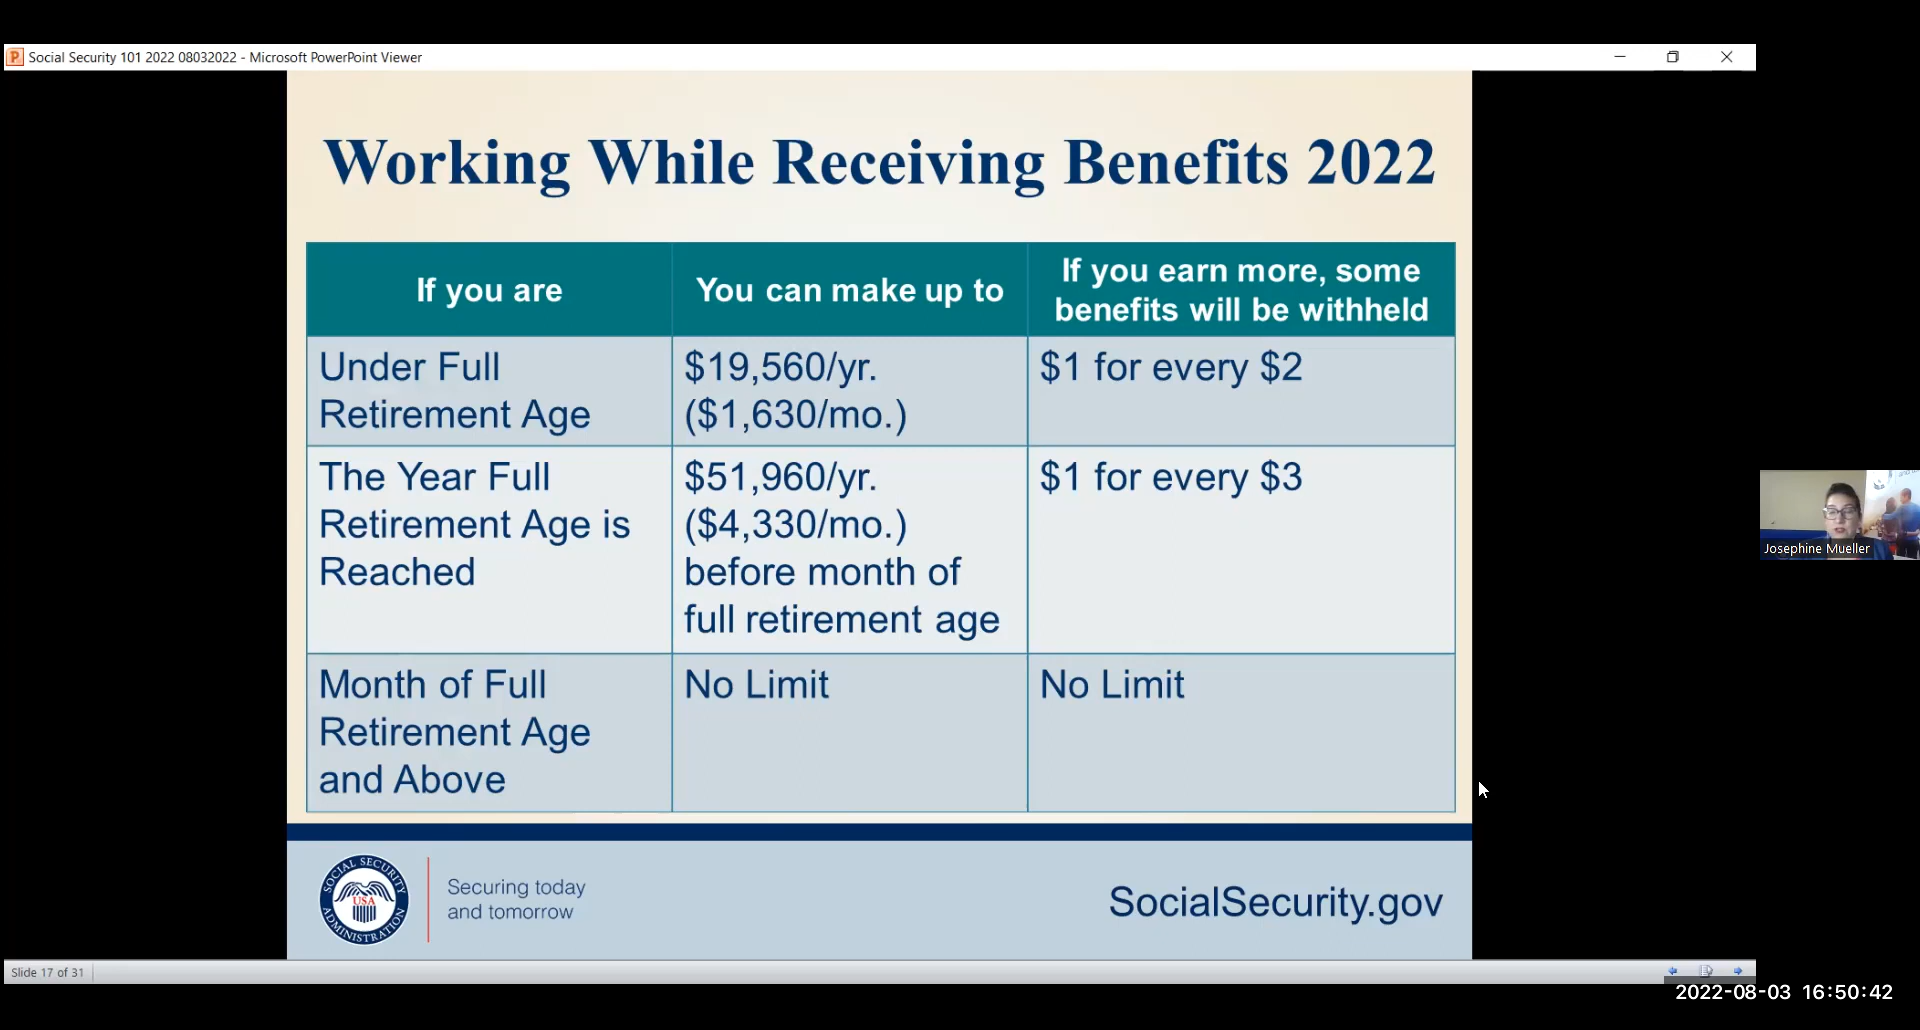 Social Security 101 2022 08032022 - Microsoft PowerPoint Viewer
Working While Receiving Benefits 2022
If you are
You can make up to
If you earn more, some
benefits will be withheld
Under Full
Retirement Age
$19,560/yr.
($1,630/mo.)
$1 for every $2
The Year Full
Retirement Age is
Reached
$51,960/yr.
($4,330/mo.)
before month of
full retirement age
$1 for every $3
Month of Full
Retirement Age
and Above
No Limit
No Limit
Josephine Mueller
SOCIAL SECURITY
USA
ADMINISTRATION
Securing today
and tomorrow
SocialSecurity.gov
Slide 17 of 31
2022-08-03 16:50:42